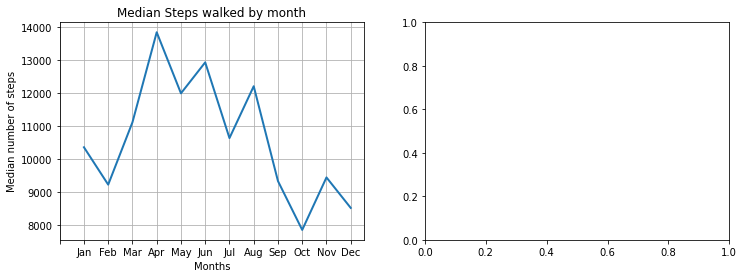 Median Steps walked by month
Median number of steps
14000
13000
12000
11000
10000
9000
8000
Jan Feb Mar Apr May Jun Jul Aug Sep Oct Nov Dec
Months
1.0
0.8
0.6
0.4
0.2
0.0
0.0 0.2 0.4 0.6 0.8 1.0